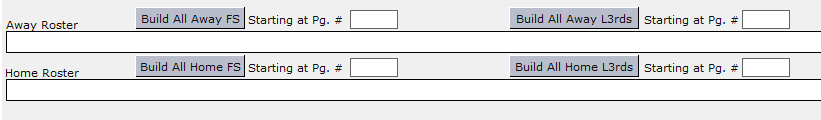 Away Roster Build All Away FS Starting at Pg. # Build All Away L3rds Starting at Pg. #
Home Roster Build All Home FS Starting at Pg. # Build All Home L3rds Starting at Pg. #